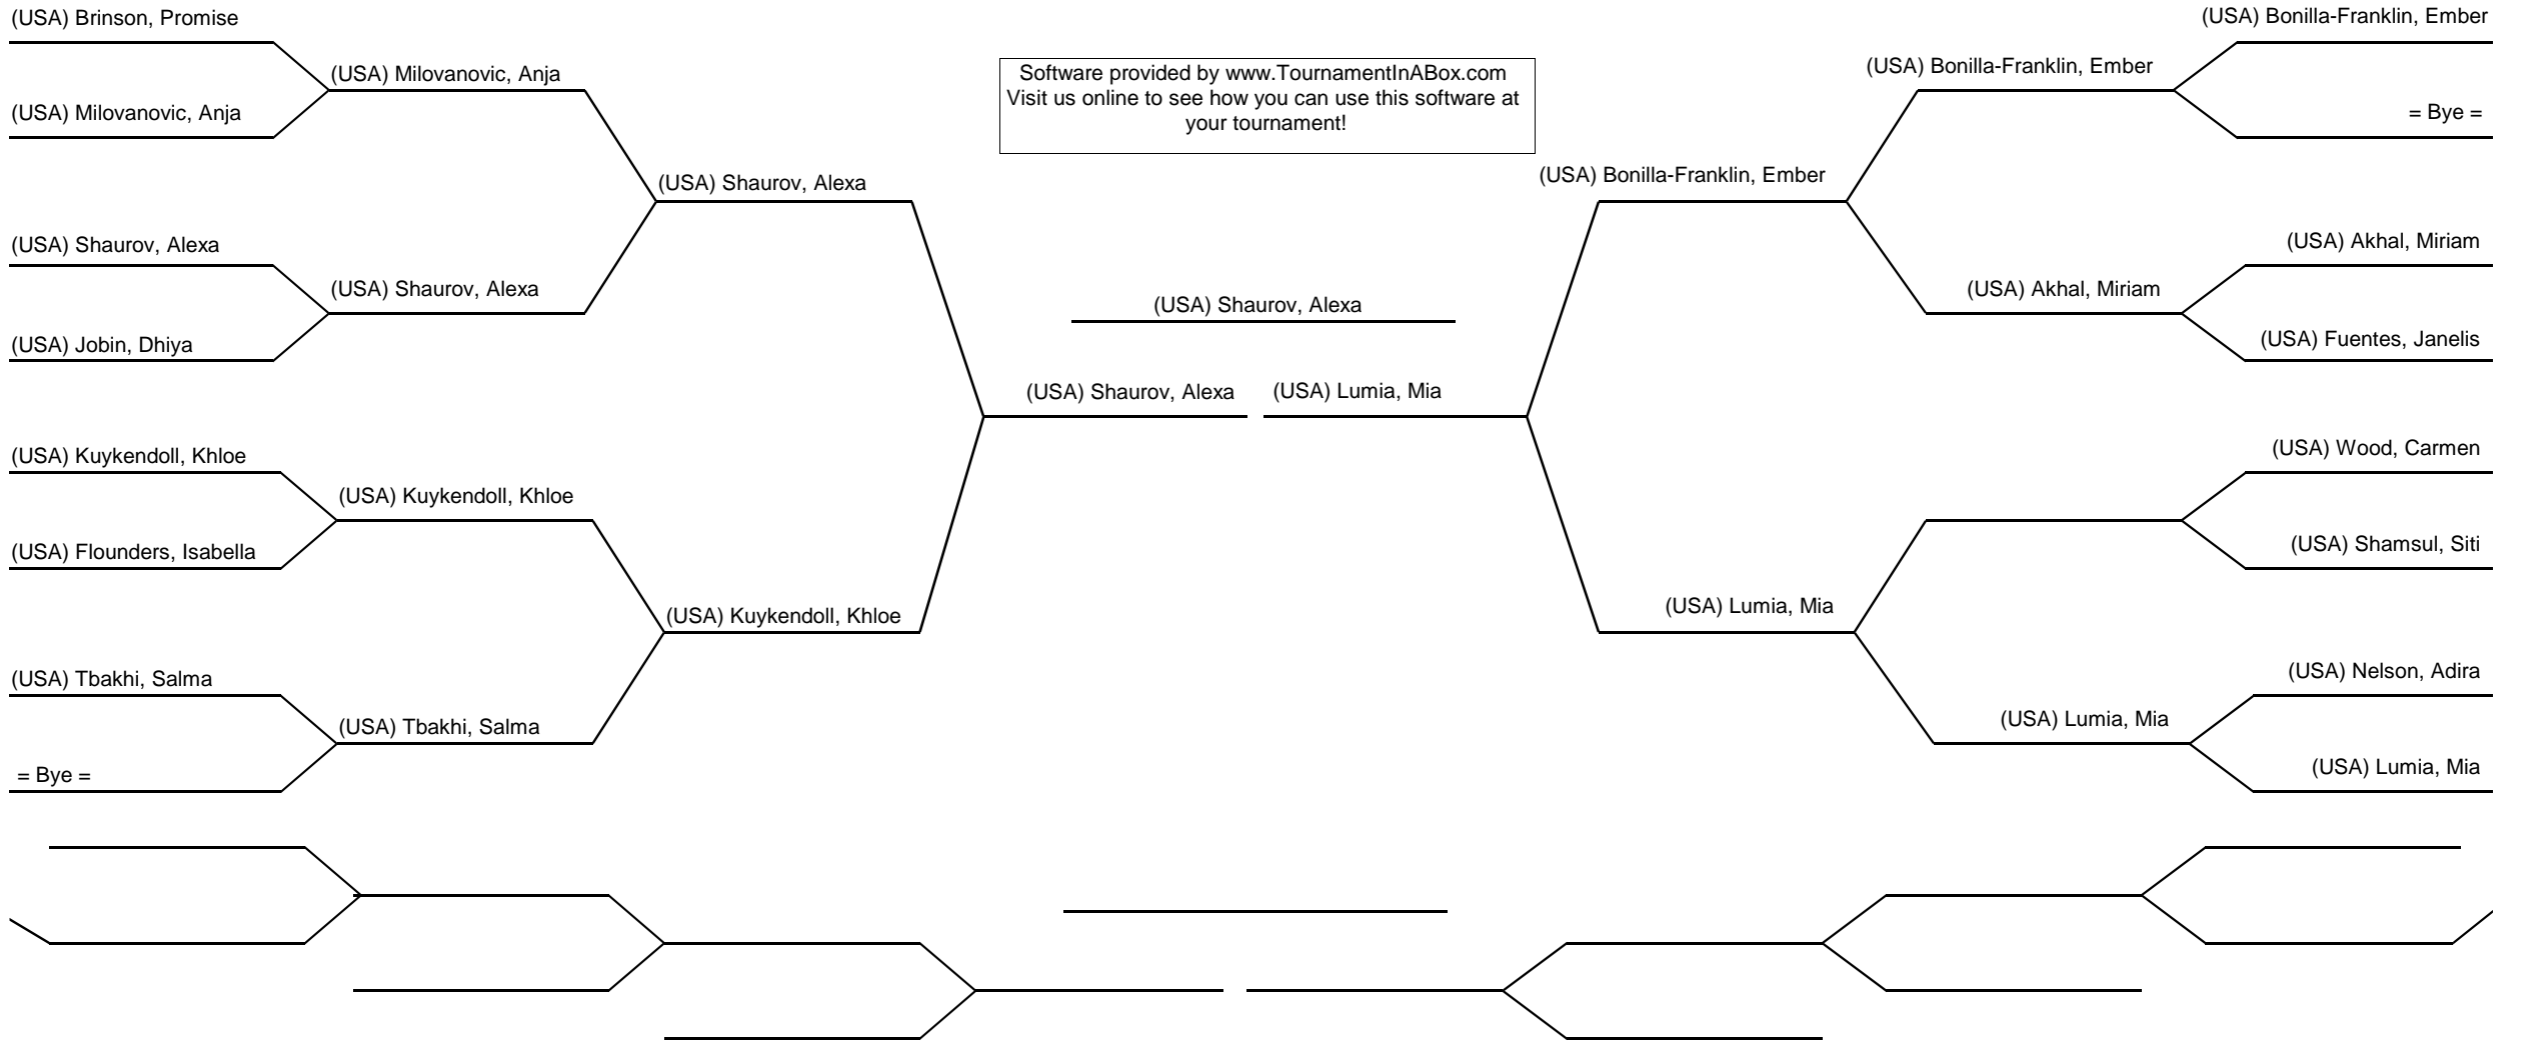 (USA) Brinson, Promise
(USA) Milovanovic, Anja
(USA) Milovanovic, Anja
(USA) Shaurov, Alexa
(USA) Shaurov, Alexa
(USA) Shaurov, Alexa
(USA) Jobin, Dhiya
(USA) Kuykendoll, Khloe
(USA) Kuykendoll, Khloe
(USA) Flounders, Isabella
(USA) Kuykendoll, Khloe
(USA) Tbakhi, Salma
(USA) Tbakhi, Salma
= Bye =
Software provided by www.TournamentInABox.com
Visit us online to see how you can use this software at
your tournament!
(USA) Shaurov, Alexa
(USA) Shaurov, Alexa
(USA) Lumia, Mia
(USA) Bonilla-Franklin, Ember
(USA) Bonilla-Franklin, Ember
(USA) Bonilla-Franklin, Ember
= Bye =
(USA) Akhal, Miriam
(USA) Akhal, Miriam
(USA) Fuentes, Janelis
(USA) Wood, Carmen
(USA) Shamsul, Siti
(USA) Lumia, Mia
(USA) Nelson, Adira
(USA) Lumia, Mia
(USA) Lumia, Mia